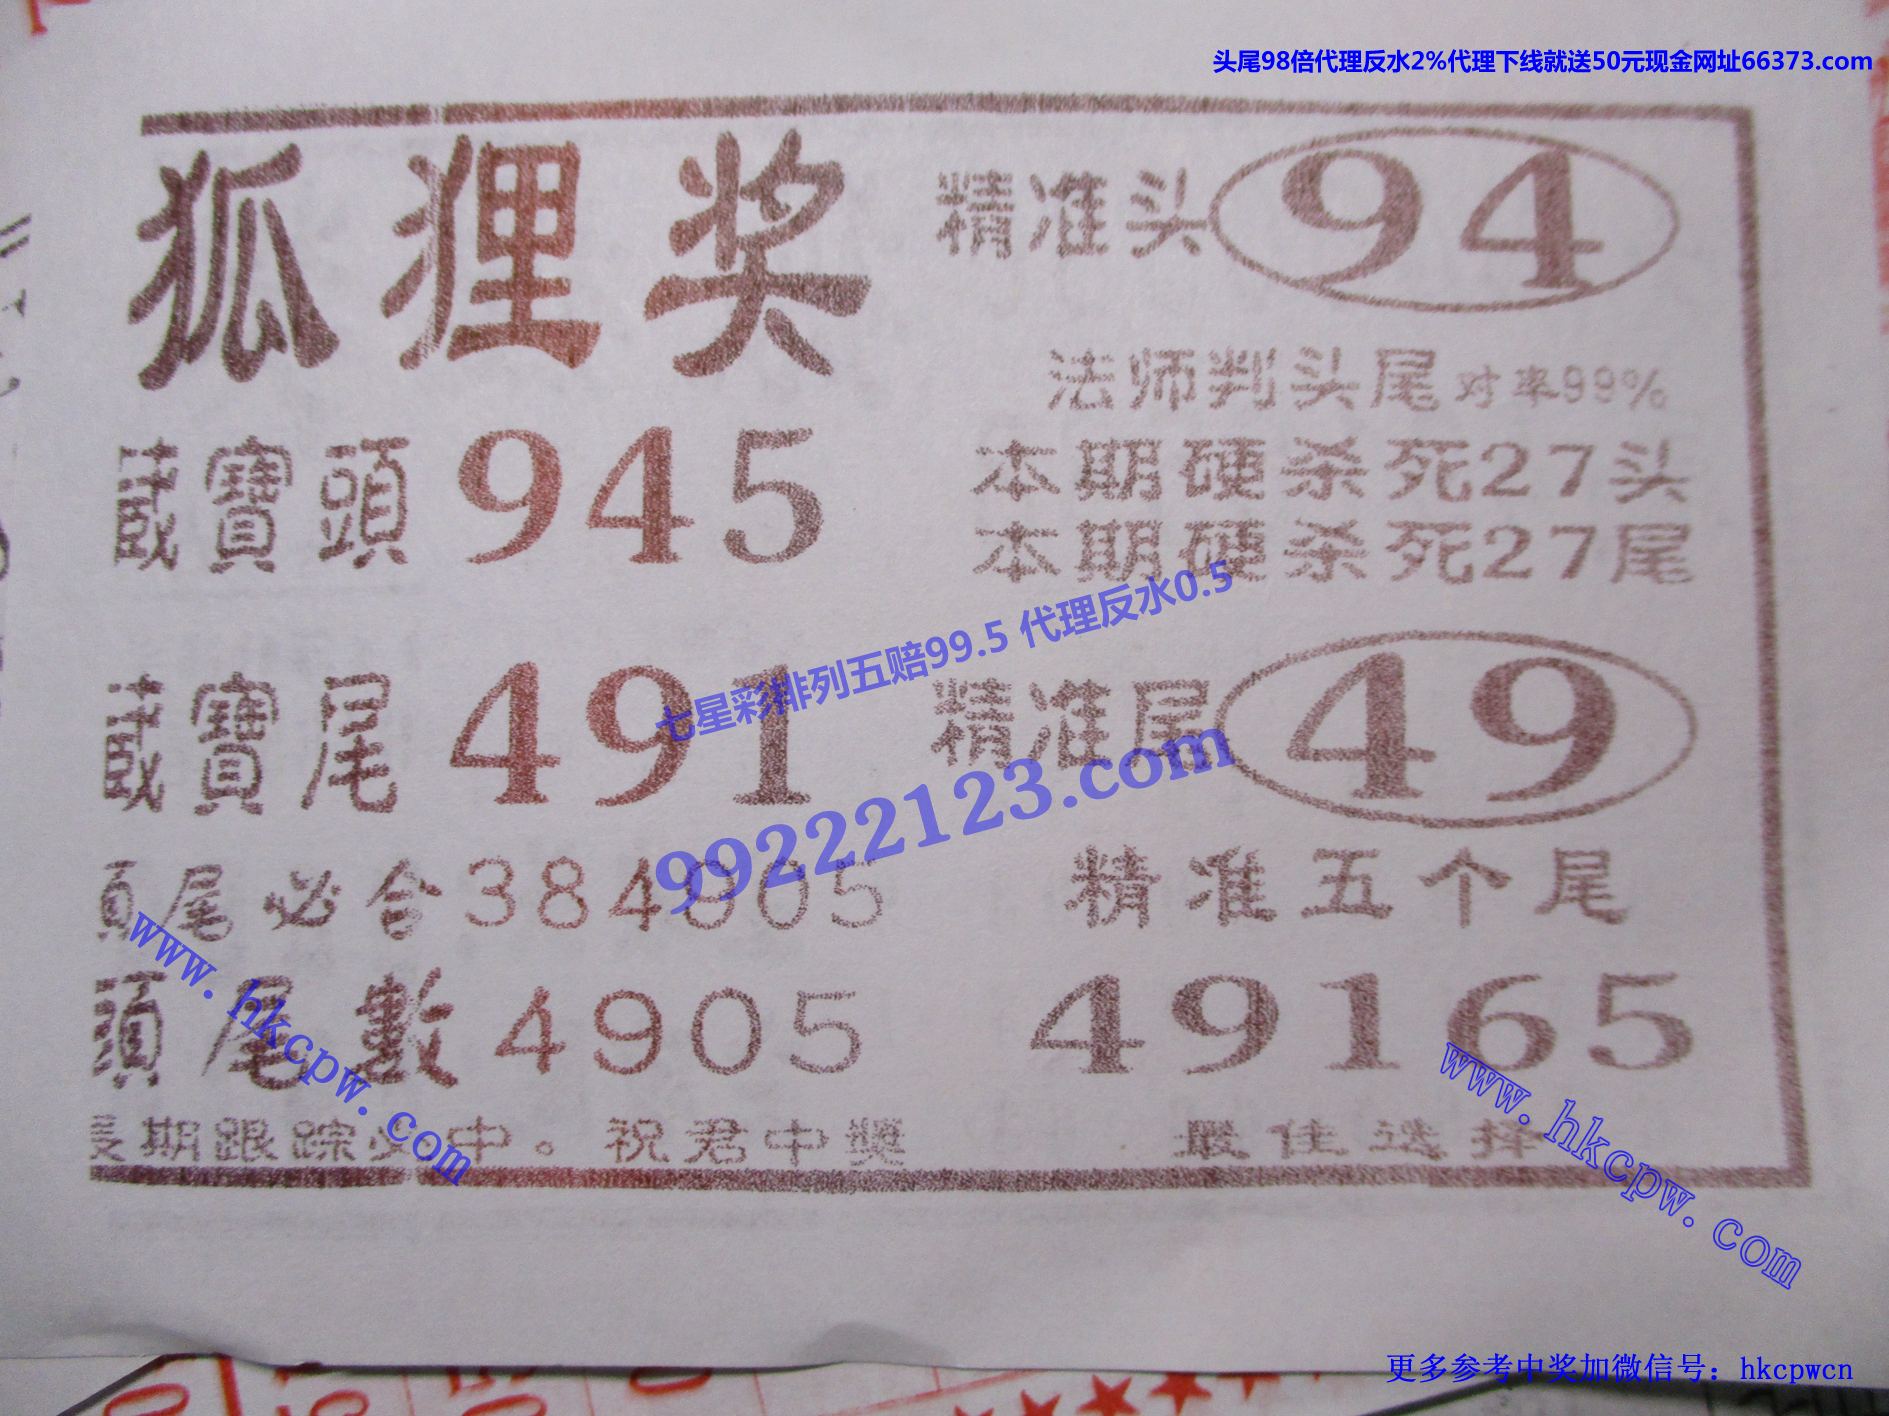 头尾98倍代理反水2%代理下线就送50元现金网址66373.com
狐狸奖
精准头 94
法师判头尾 对率99%
藏寶頭 945
本期硬杀死27头
本期硬杀死27尾
七星彩排列五赔99.5 代理反水0.5
藏寶尾 491
精准尾 49
99222123.com
頭尾必合384905
精准五个尾
www.hkcpw.com
頭尾數4905
49165
www.hkcpw.com
長期跟踪必中。祝君中獎
最佳选择
更多参考中奖加微信号：hkcpwcn